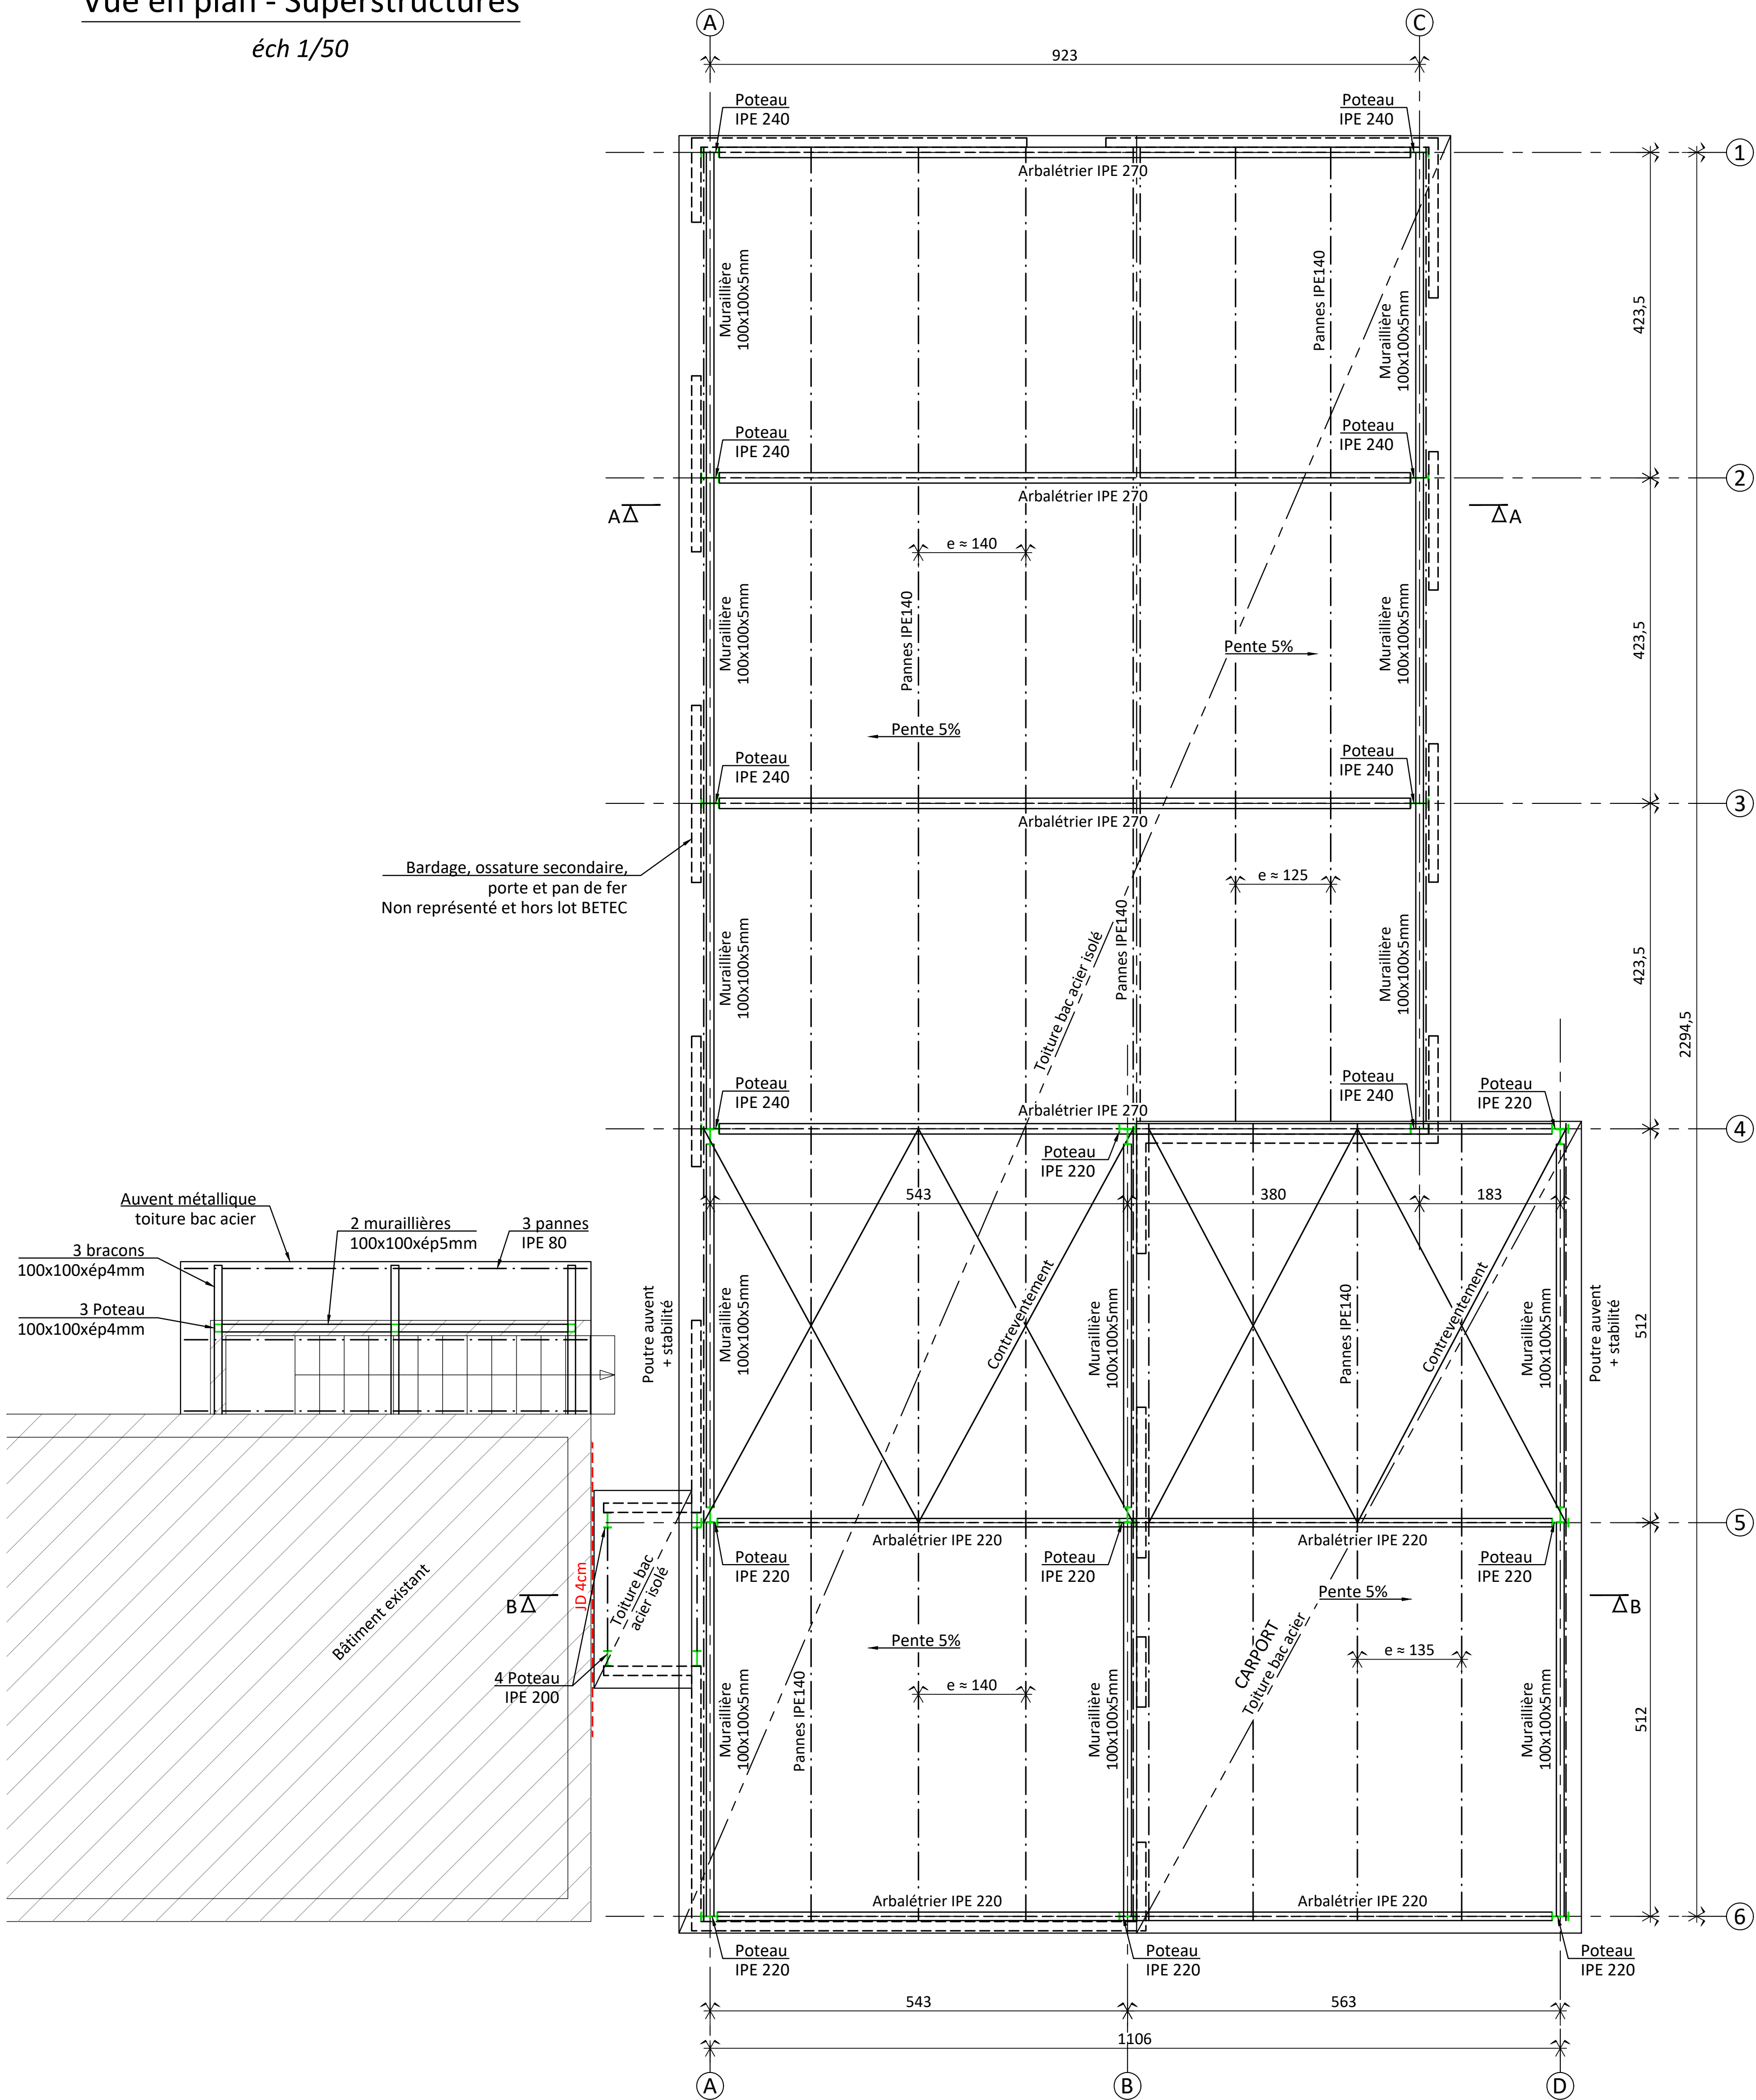 Vue en plan - Superstructures
éch 1/50
A
C
923
Poteau
IPE 240
Poteau
IPE 240
1
Arbalétrier IPE 270
Muraillière
100x100x5mm
Pannes IPE140
Muraillière
100x100x5mm
423,5
Poteau
IPE 240
Poteau
IPE 240
2
Arbalétrier IPE 270
A
A
e ≈ 140
Muraillière
100x100x5mm
Pannes IPE140
Pente 5%
Muraillière
100x100x5mm
423,5
Pente 5%
Poteau
IPE 240
Poteau
IPE 240
3
Arbalétrier IPE 270
Bardage, ossature secondaire,
porte et pan de fer
Non représenté et hors lot BETEC
e ≈ 125
Muraillière
100x100x5mm
Toiture bac acier isolé
Pannes IPE140
Muraillière
100x100x5mm
423,5
2294,5
Poteau
IPE 240
Arbalétrier IPE 270
Poteau
IPE 240
Poteau
IPE 220
4
Poteau
IPE 220
543
380
183
Auvent métallique
toiture bac acier
2 muraillières
100x100xép5mm
3 pannes
IPE 80
3 bracons
100x100xép4mm
3 Poteau
100x100xép4mm
Poutre auvent
+ stabilité
Muraillière
100x100x5mm
Contreventement
Muraillière
100x100x5mm
Pannes IPE140
Contreventement
Muraillière
100x100x5mm
Poutre auvent
+ stabilité
512
5
Arbalétrier IPE 220
Arbalétrier IPE 220
Poteau
IPE 220
Poteau
IPE 220
Poteau
IPE 220
Bâtiment existant
B
JD 4cm
Toiture bac
acier isolé
Pente 5%
B
4 Poteau
IPE 200
Pente 5%
CARPORT
Toiture bac acier
e ≈ 135
e ≈ 140
Muraillière
100x100x5mm
Pannes IPE140
Muraillière
100x100x5mm
Muraillière
100x100x5mm
512
Arbalétrier IPE 220
Arbalétrier IPE 220
6
Poteau
IPE 220
Poteau
IPE 220
Poteau
IPE 220
543
563
1106
A
B
D